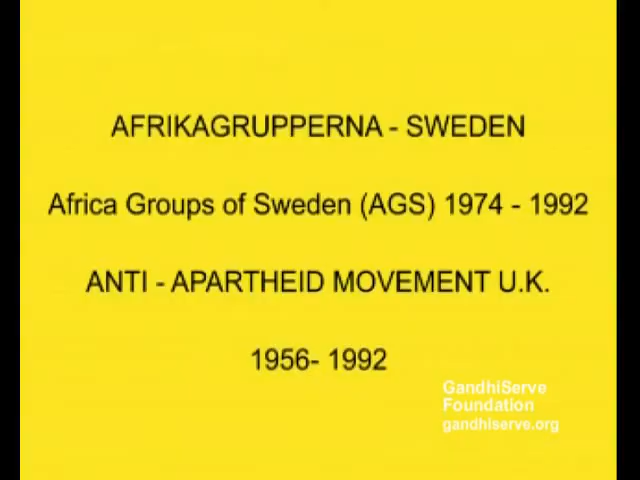 AFRIKAGRUPPERNA - SWEDEN
Africa Groups of Sweden (AGS) 1974 - 1992
ANTI - APARTHEID MOVEMENT U.K.
1956- 1992
GandhiServe
Foundation
gandhiserve.org